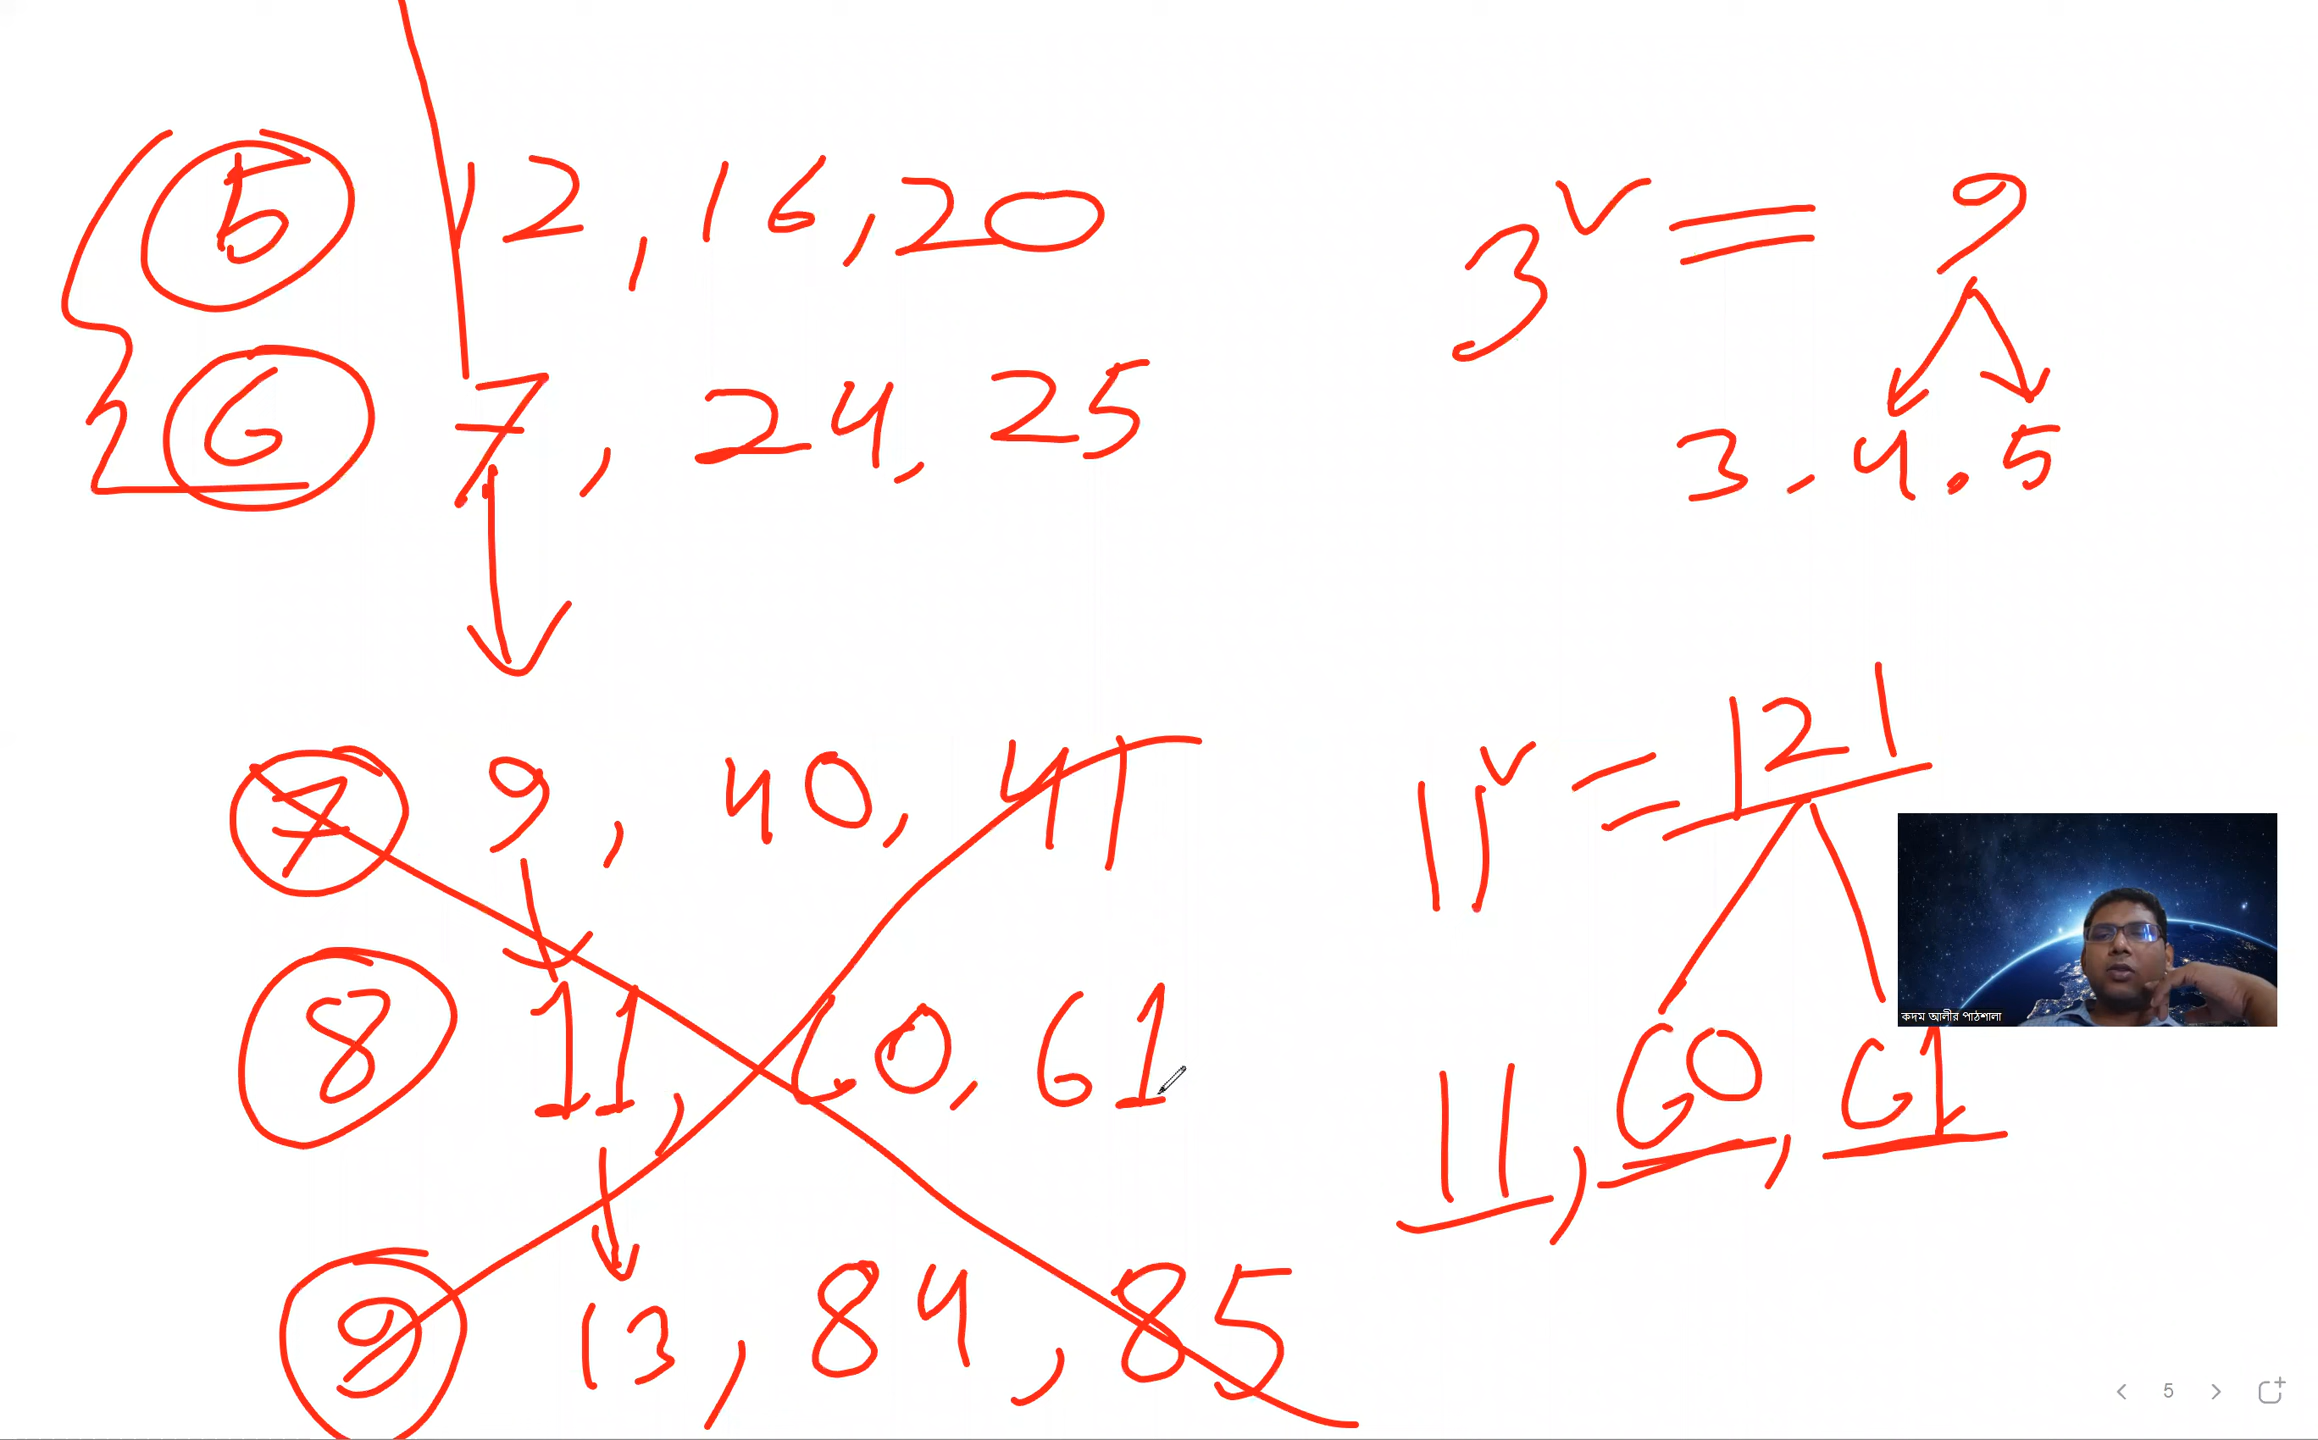 5 12, 16, 20
6 7, 24, 25
7 9, 40, 41
8 11, 60, 61
9 13, 84, 85
3² = 9
3, 4, 5
11² = 121
11, 60, 61
কদম আলীর পাঠশালা
5